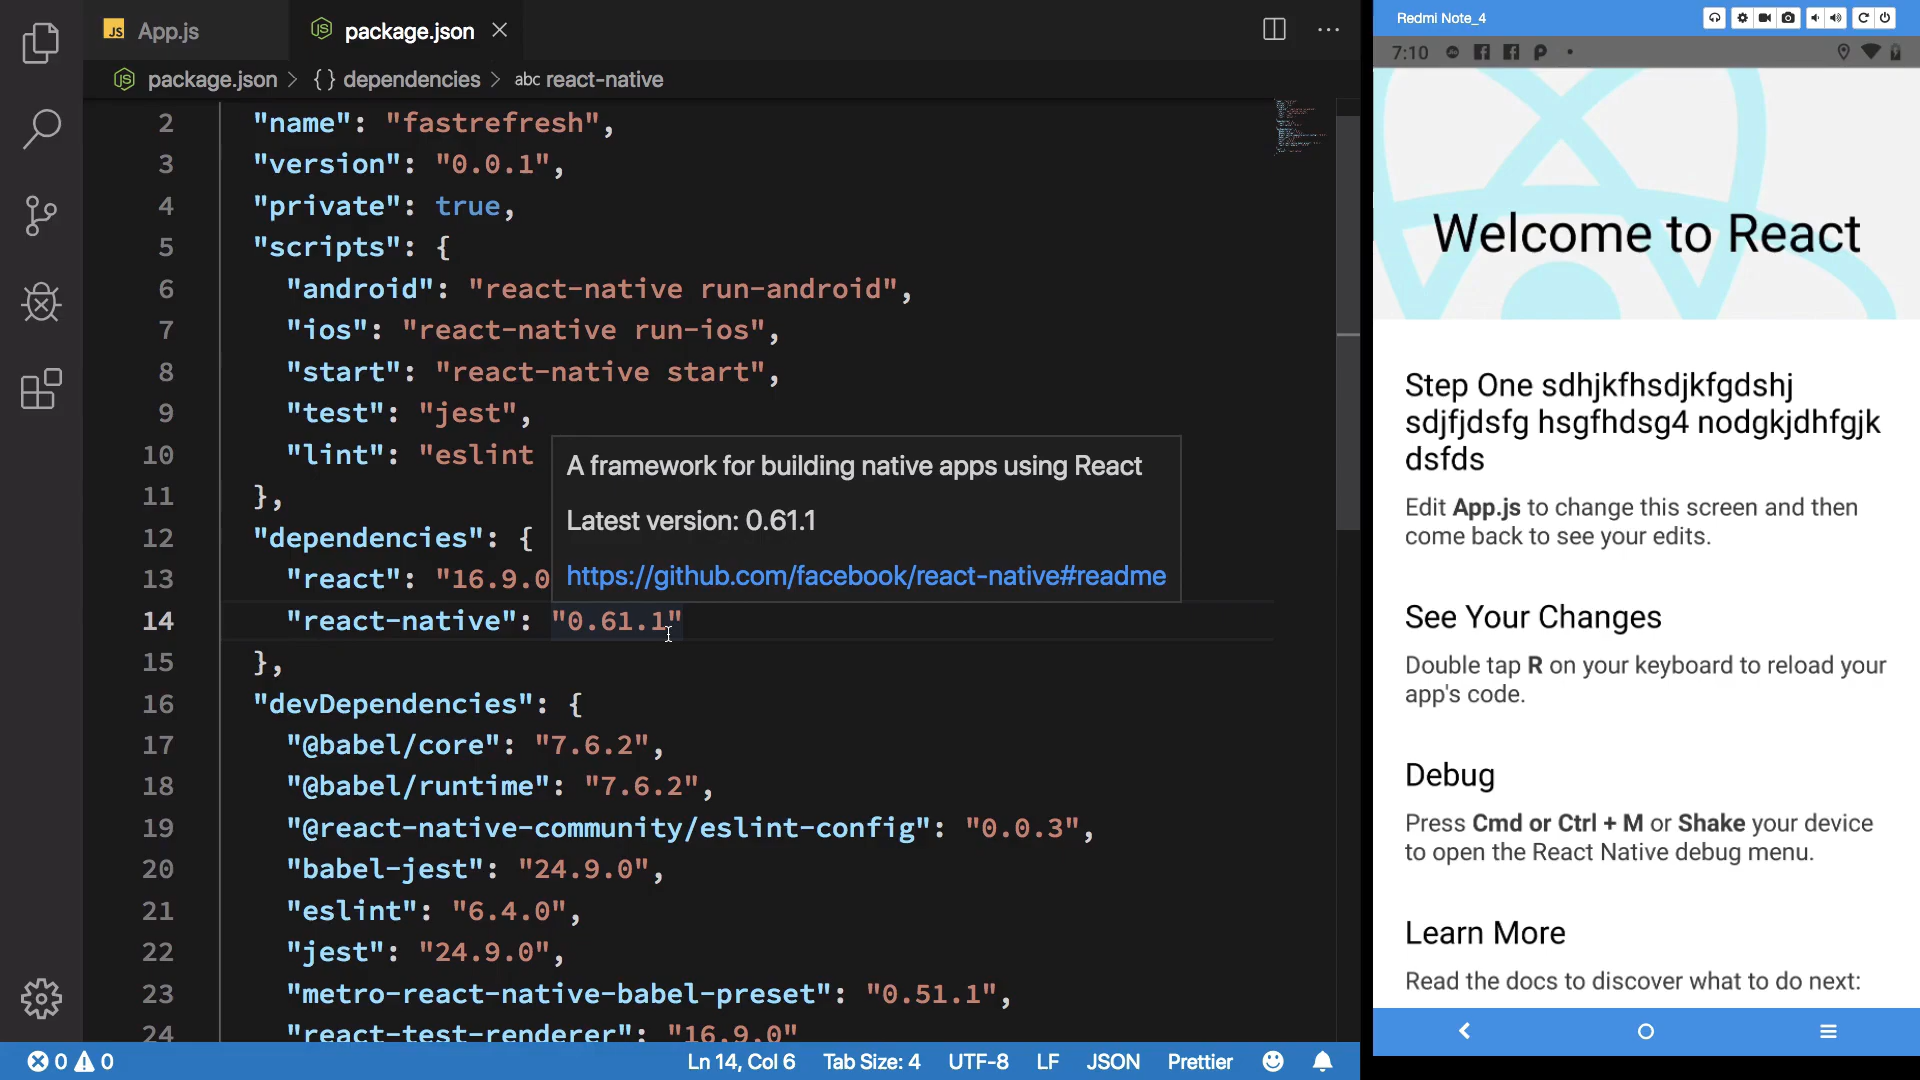 JS App.js
package.json
package.json > {} dependencies > abc react-native
2 "name": "fastrefresh",
3 "version": "0.0.1",
4 "private": true,
5 "scripts": {
6 "android": "react-native run-android",
7 "ios": "react-native run-ios",
8 "start": "react-native start",
9 "test": "jest",
10 "lint": "eslint
11 },
12 "dependencies": {
13 "react": "16.9.0
14 "react-native": "0.61.1"
15 },
16 "devDependencies": {
17 "@babel/core": "7.6.2",
18 "@babel/runtime": "7.6.2",
19 "@react-native-community/eslint-config": "0.0.3",
20 "babel-jest": "24.9.0",
21 "eslint": "6.4.0",
22 "jest": "24.9.0",
23 "metro-react-native-babel-preset": "0.51.1",
24 "react-test-renderer": "16.9.0"
A framework for building native apps using React
Latest version: 0.61.1
https://github.com/facebook/react-native#readme
0 0
Ln 14, Col 6 Tab Size: 4 UTF-8 LF JSON Prettier
Redmi Note_4
7:10
Welcome to React
Step One sdhjkfhsdjkfgdshj
sdjfjdsfg hsgfhdsg4 nodgkjdhfgjk
dsfds
Edit App.js to change this screen and then
come back to see your edits.
See Your Changes
Double tap R on your keyboard to reload your
app's code.
Debug
Press Cmd or Ctrl + M or Shake your device
to open the React Native debug menu.
Learn More
Read the docs to discover what to do next: